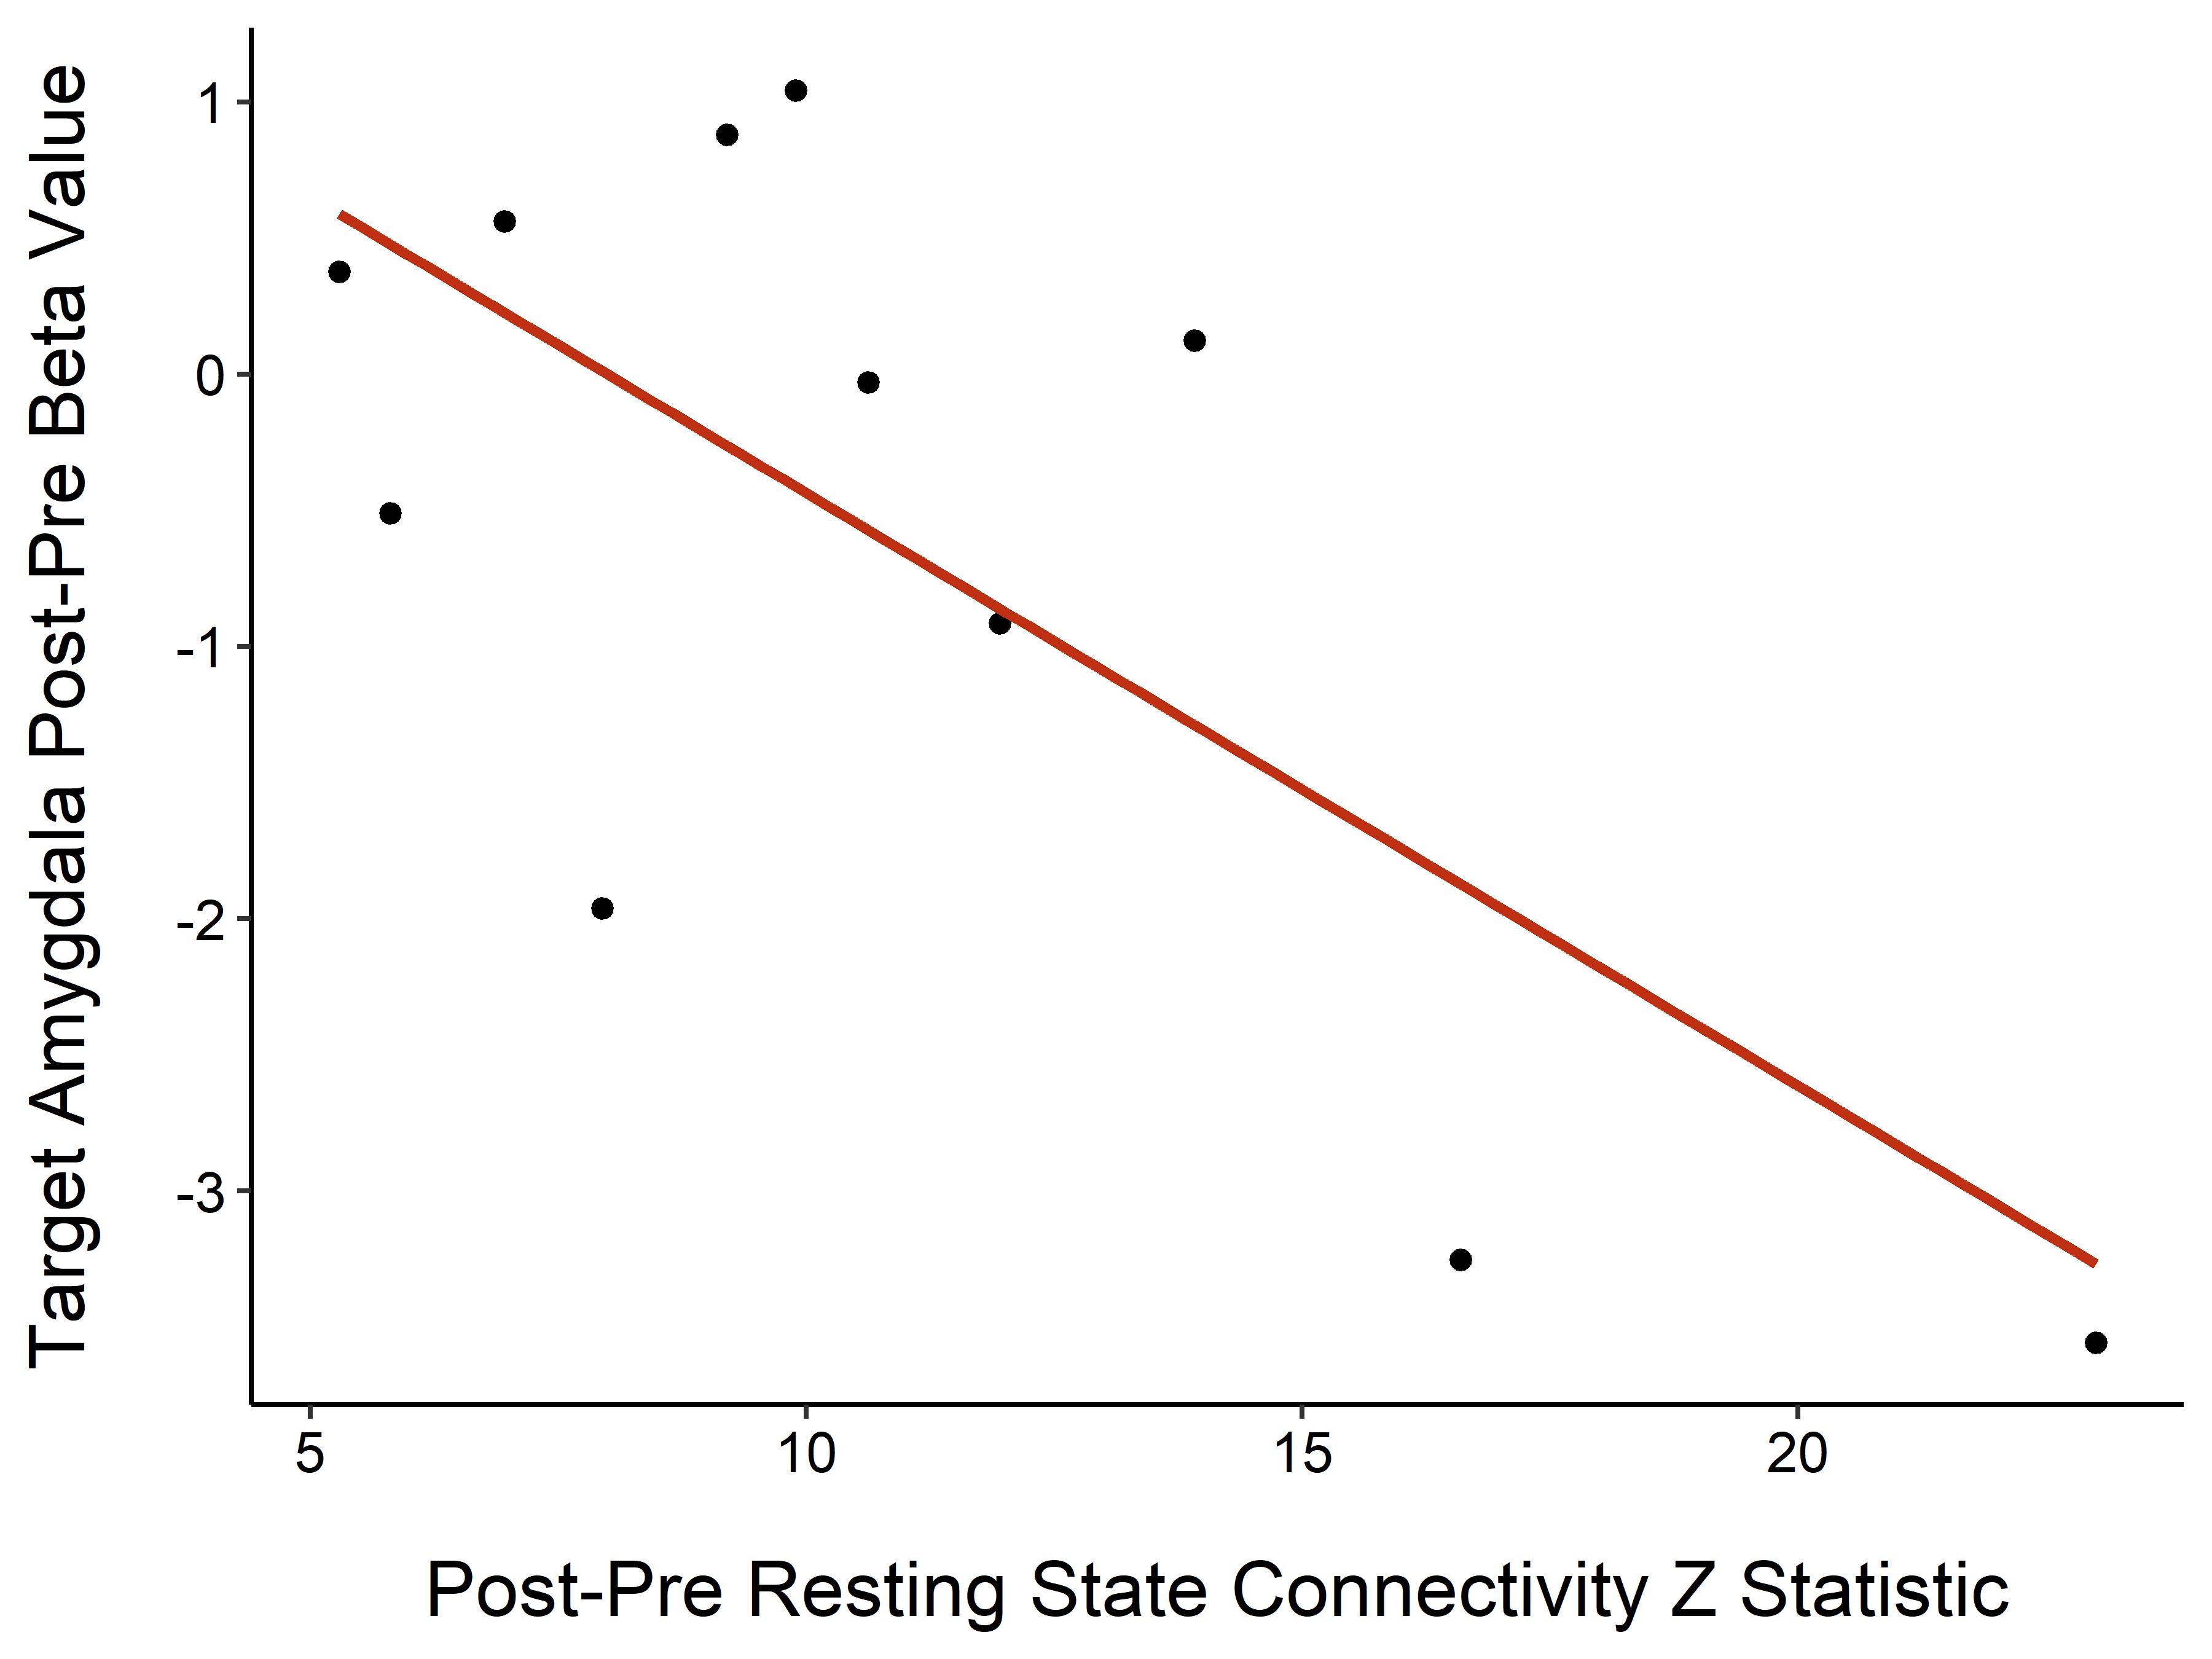 Target Amygdala Post-Pre Beta Value
1
0
-1
-2
-3
5 10 15 20
Post-Pre Resting State Connectivity Z Statistic